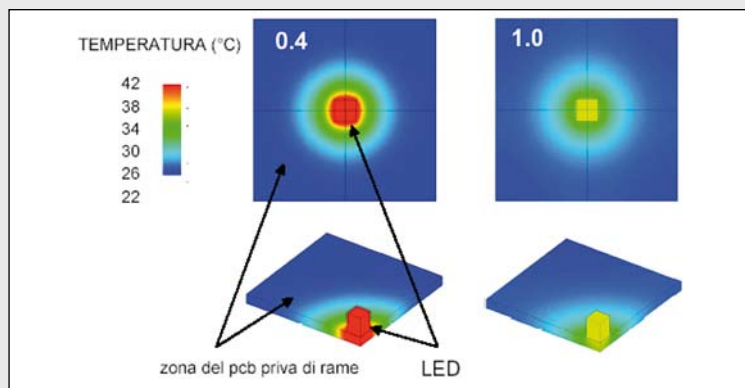 TEMPERATURA (°C)
42
38
34
30
26
22
0.4
1.0
zona del pcb priva di rame
LED